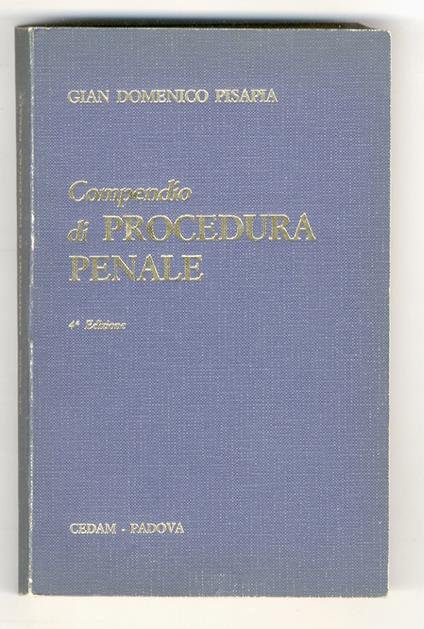 GIAN DOMENICO PISAPIA
Compendio
di PROCEDURA
PENALE
4ª Edizione
CEDAM - PADOVA